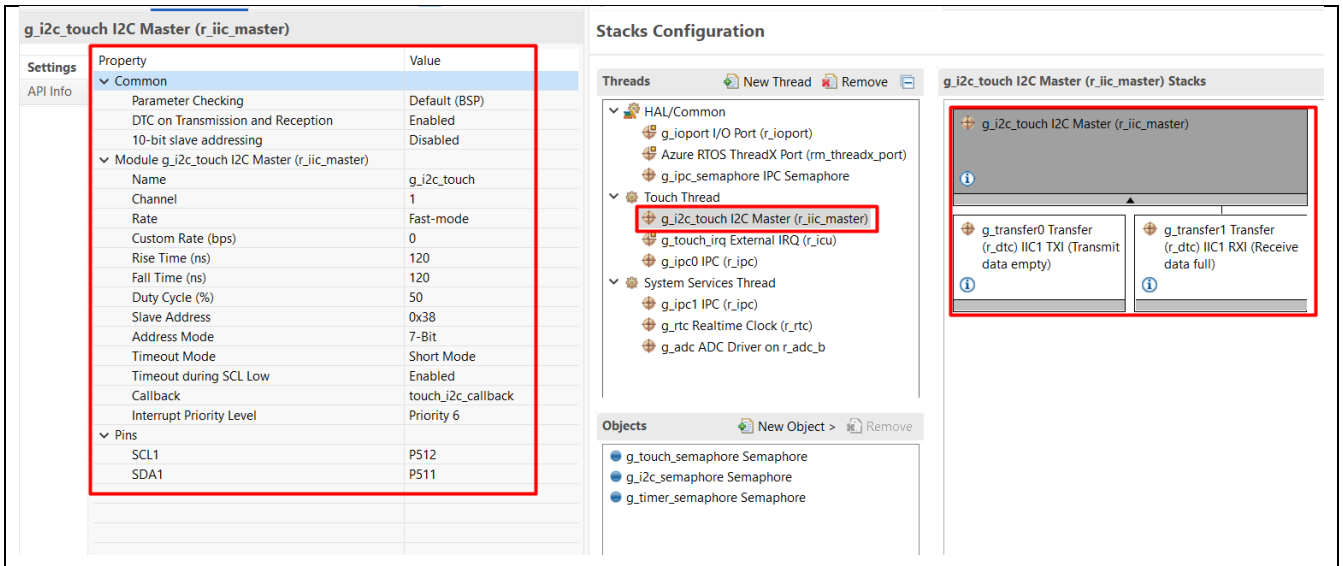 g_i2c_touch I2C Master (r_iic_master)
Settings
API Info
Property Value
Common
Parameter Checking Default (BSP)
DTC on Transmission and Reception Enabled
10-bit slave addressing Disabled
Module g_i2c_touch I2C Master (r_iic_master)
Name g_i2c_touch
Channel 1
Rate Fast-mode
Custom Rate (bps) 0
Rise Time (ns) 120
Fall Time (ns) 120
Duty Cycle (%) 50
Slave Address 0x38
Address Mode 7-Bit
Timeout Mode Short Mode
Timeout during SCL Low Enabled
Callback touch_i2c_callback
Interrupt Priority Level Priority 6
Pins
SCL1 P512
SDA1 P511
Stacks Configuration
Threads New Thread Remove
HAL/Common
g_ioport I/O Port (r_ioport)
Azure RTOS ThreadX Port (rm_threadx_port)
g_ipc_semaphore IPC Semaphore
Touch Thread
g_i2c_touch I2C Master (r_iic_master)
g_touch_irq External IRQ (r_icu)
g_ipc0 IPC (r_ipc)
System Services Thread
g_ipc1 IPC (r_ipc)
g_rtc Realtime Clock (r_rtc)
g_adc ADC Driver on r_adc_b
Objects New Object > Remove
g_touch_semaphore Semaphore
g_i2c_semaphore Semaphore
g_timer_semaphore Semaphore
g_i2c_touch I2C Master (r_iic_master) Stacks
g_i2c_touch I2C Master (r_iic_master)
g_transfer0 Transfer
(r_dtc) IIC1 TXI (Transmit
data empty)
g_transfer1 Transfer
(r_dtc) IIC1 RXI (Receive
data full)